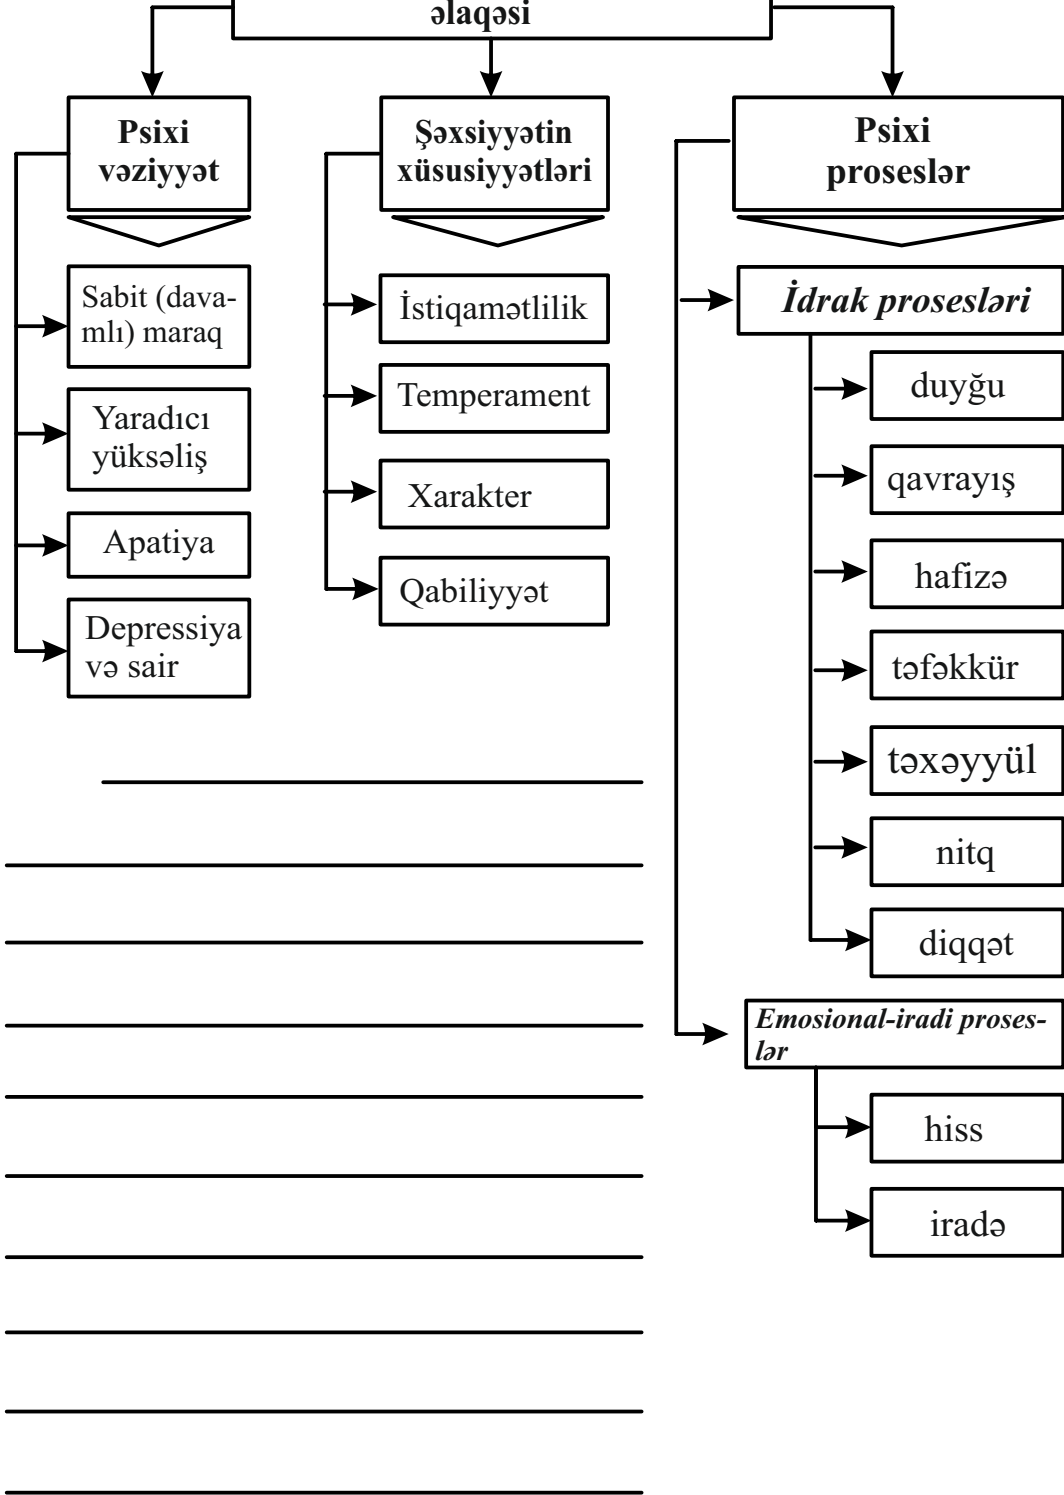 əlaqəsi
Psixi
vəziyyət
Sabit (dava-
mlı) maraq
Yaradıcı
yüksəliş
Apatiya
Depressiya
və sair
Şəxsiyyətin
xüsusiyyətləri
İstiqamətlilik
Temperament
Xarakter
Qabiliyyət
Psixi
proseslər
İdrak prosesləri
duyğu
qavrayış
hafizə
təfəkkür
təxəyyül
nitq
diqqət
Emosional-iradi proses-
lər
hiss
iradə